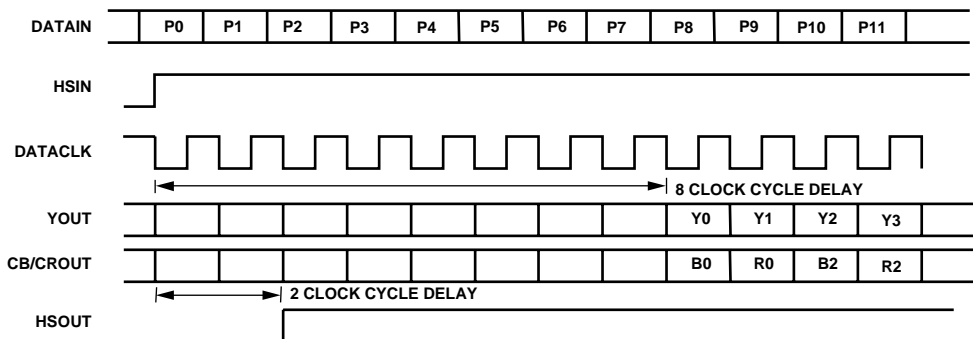 DATAIN P0 P1 P2 P3 P4 P5 P6 P7 P8 P9 P10 P11
HSIN
DATACLK
8 CLOCK CYCLE DELAY
YOUT Y0 Y1 Y2 Y3
CB/CROUT B0 R0 B2 R2
2 CLOCK CYCLE DELAY
HSOUT